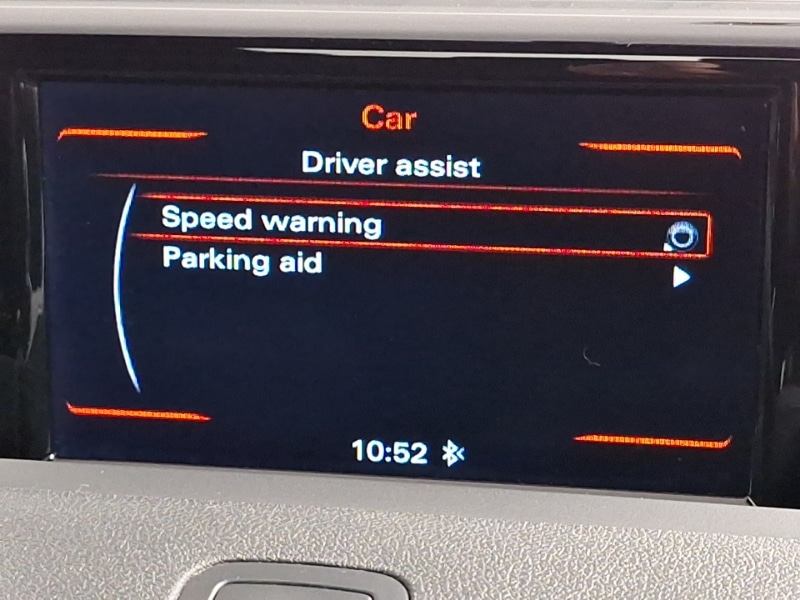 Car
Driver assist
Speed warning
Parking aid
10:52